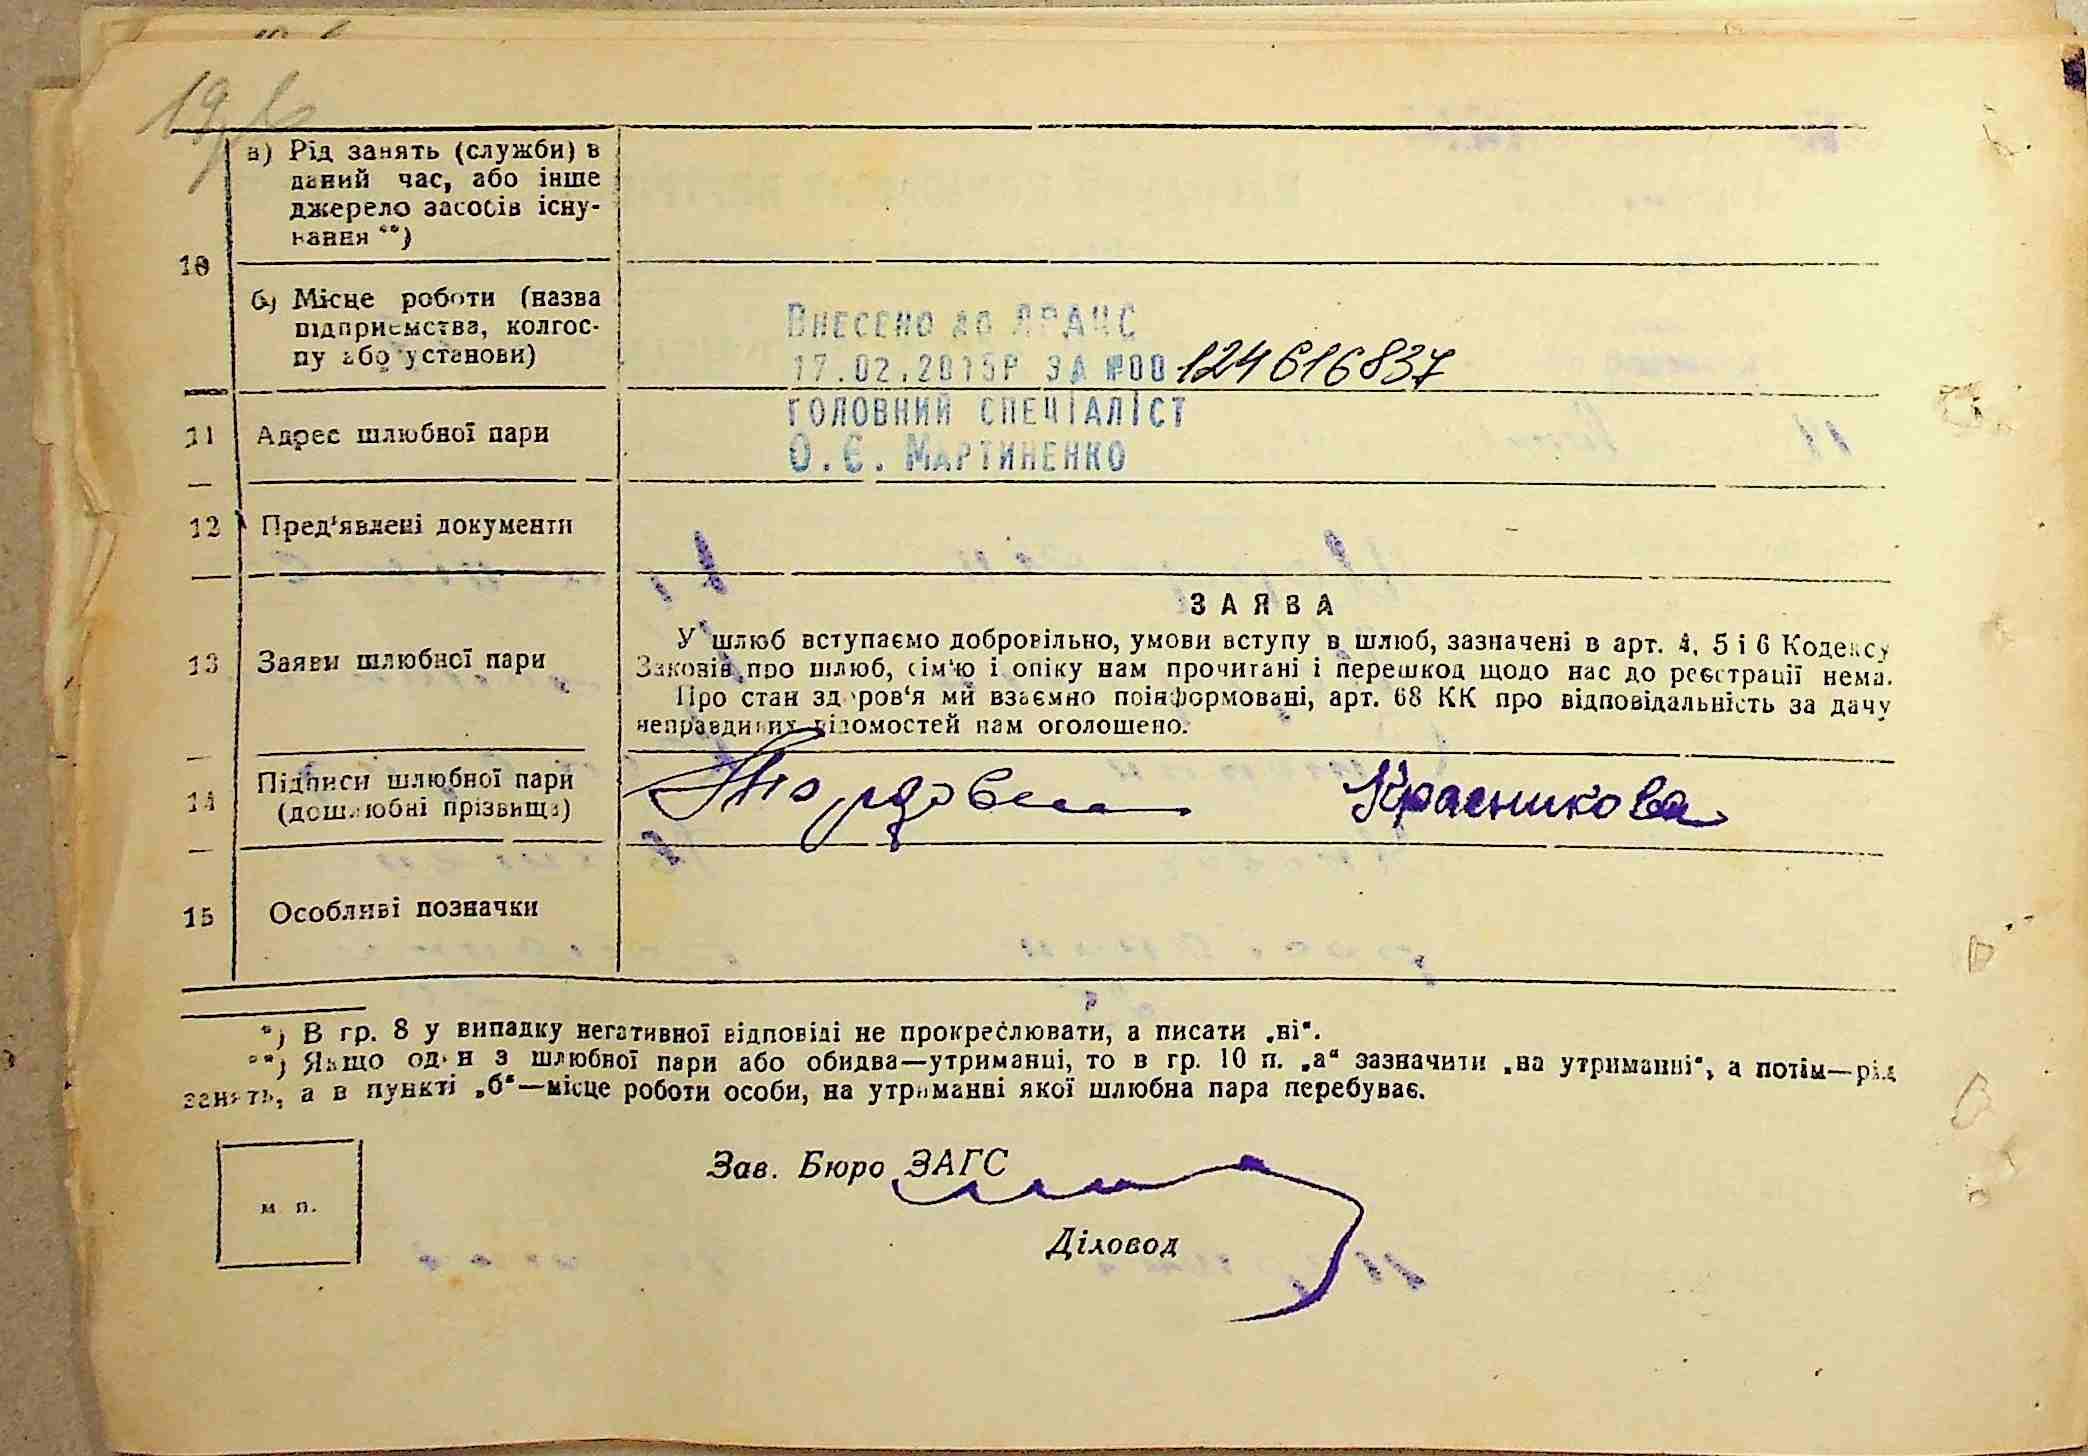 а) Рід занять (служби) в
даний час, або інше
джерело засобів існу-
вання **)
10
б) Місце роботи (назва
підприємства, колгос-
пу або установи)
Внесено до ДРАЦС
17.02.2015р за №00 124616837
головний спеціаліст
О.Є. Мартиненко
11 Адрес шлюбної пари
12 Пред'явлені документи
ЗАЯВА
13 Заяви шлюбної пари
У шлюб вступаємо добровільно, умови вступу в шлюб, зазначені в арт. 4, 5 і 6 Кодексу
Законів про шлюб, сім'ю і опіку нам прочитані і перешкод щодо нас до реєстрації нема.
Про стан здоров'я ми взаємно поінформовані, арт. 68 КК про відповідальність за дачу
неправдивих відомостей нам оголошено.
14 Підписи шлюбної пари
(дошлюбні прізвища)
Красникова
15 Особливі позначки
*) В гр. 8 у випадку негативної відповіді не прокреслювати, а писати „ні“.
**) Якщо один з шлюбної пари або обидва—утриманці, то в гр. 10 п. „а“ зазначити „на утриманні“, а потім—рід
занять, а в пункті „б“—місце роботи особи, на утриманні якої шлюбна пара перебуває.
Зав. Бюро ЗАГС
м. п.
Діловод